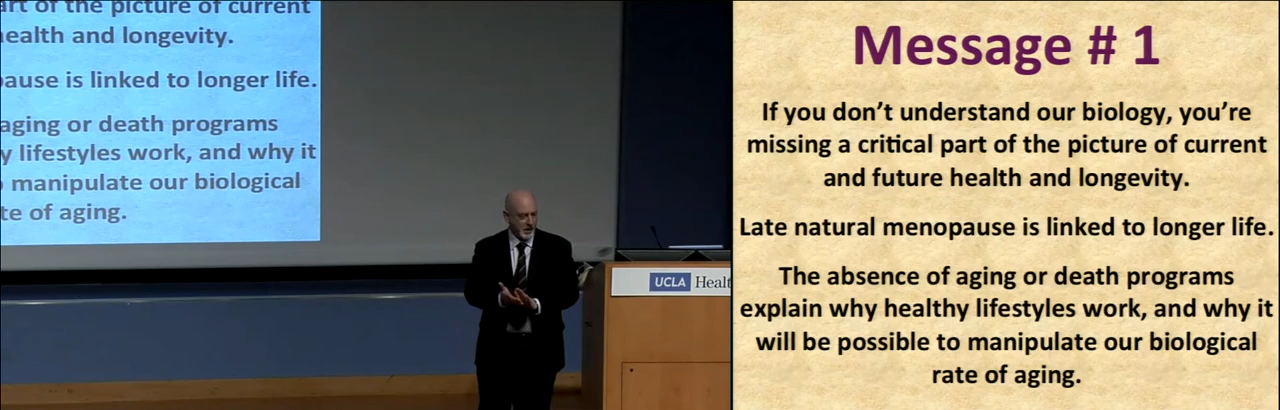 art of the picture of current
ealth and longevity.
pause is linked to longer life.
aging or death programs
y lifestyles work, and why it
manipulate our biological
te of aging.
UCLA Healt
Message # 1
If you don't understand our biology, you're
missing a critical part of the picture of current
and future health and longevity.
Late natural menopause is linked to longer life.
The absence of aging or death programs
explain why healthy lifestyles work, and why it
will be possible to manipulate our biological
rate of aging.